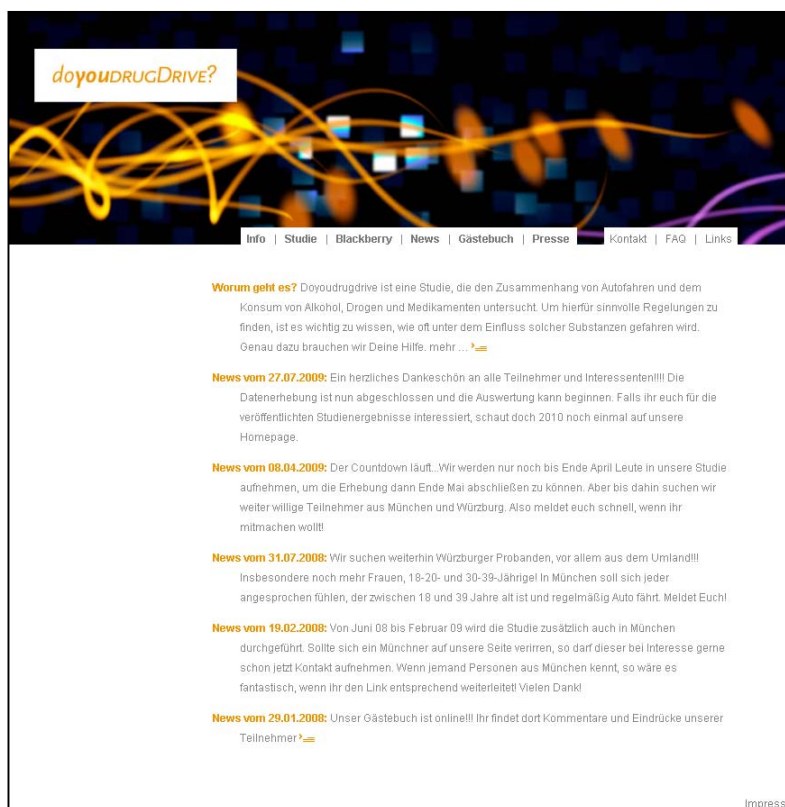 doyouDRUGDRIVE?
Info | Studie | Blackberry | News | Gästebuch | Presse Kontakt | FAQ | Links
Worum geht es? Doyoudrugdrive ist eine Studie, die den Zusammenhang von Autofahren und dem
Konsum von Alkohol, Drogen und Medikamenten untersucht. Um hierfür sinnvolle Regelungen zu
finden, ist es wichtig zu wissen, wie oft unter dem Einfluss solcher Substanzen gefahren wird.
Genau dazu brauchen wir Deine Hilfe. mehr ...
News vom 27.07.2009: Ein herzliches Dankeschön an alle Teilnehmer und Interessenten!!!! Die
Datenerhebung ist nun abgeschlossen und die Auswertung kann beginnen. Falls ihr euch für die
veröffentlichten Studienergebnisse interessiert, schaut doch 2010 noch einmal auf unsere
Homepage.
News vom 08.04.2009: Der Countdown läuft...Wir werden nur noch bis Ende April Leute in unsere Studie
aufnehmen, um die Erhebung dann Ende Mai abschließen zu können. Aber bis dahin suchen wir
weiter willige Teilnehmer aus München und Würzburg. Also meldet euch schnell, wenn ihr
mitmachen wollt!
News vom 31.07.2008: Wir suchen weiterhin Würzburger Probanden, vor allem aus dem Umland!!!
Insbesondere noch mehr Frauen, 18-20- und 30-39-Jährige! In München soll sich jeder
angesprochen fühlen, der zwischen 18 und 39 Jahre alt ist und regelmäßig Auto fährt. Meldet Euch!
News vom 19.02.2008: Von Juni 08 bis Februar 09 wird die Studie zusätzlich auch in München
durchgeführt. Sollte sich ein Münchner auf unsere Seite verirren, so darf dieser bei Interesse gerne
schon jetzt Kontakt aufnehmen. Wenn jemand Personen aus München kennt, so wäre es
fantastisch, wenn ihr den Link entsprechend weiterleitet! Vielen Dank!
News vom 29.01.2008: Unser Gästebuch ist online!!! Ihr findet dort Kommentare und Eindrücke unserer
Teilnehmer
Impress